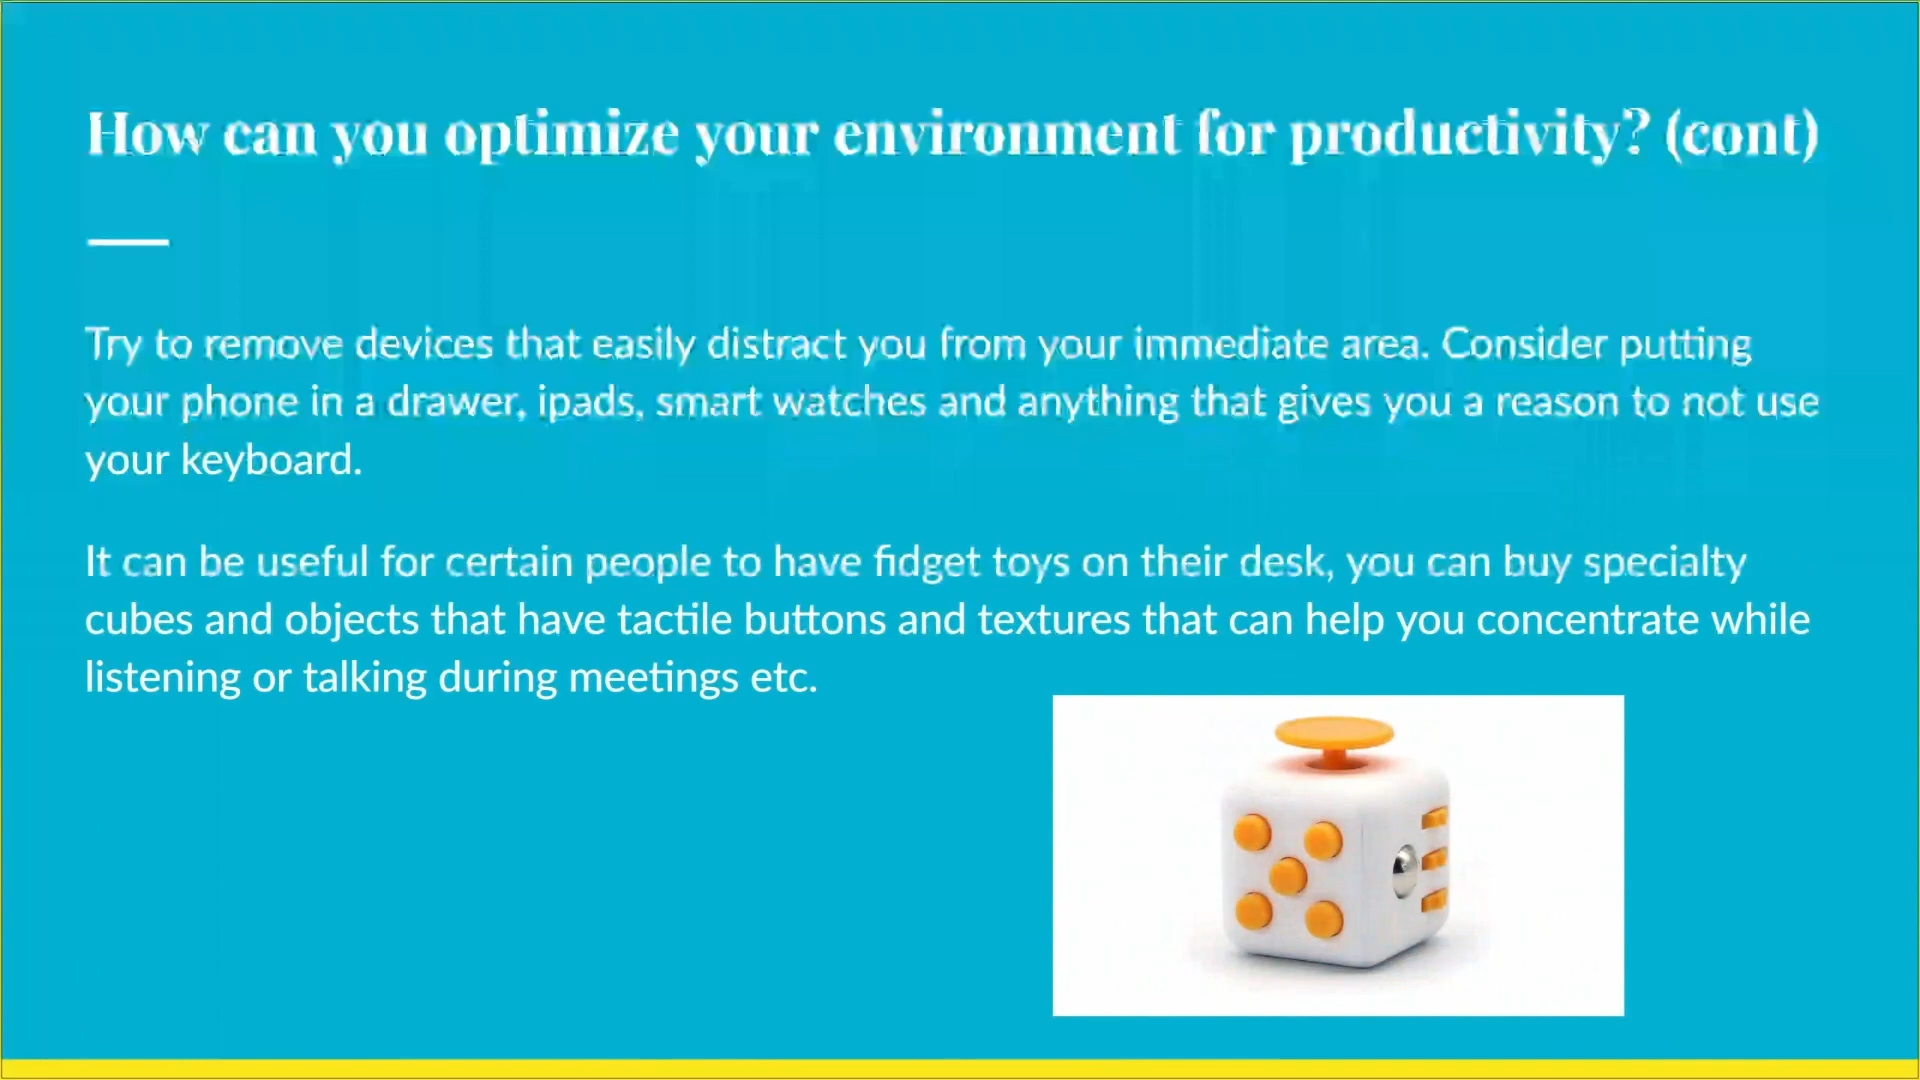 How can you optimize your environment for productivity? (cont)
Try to remove devices that easily distract you from your immediate area. Consider putting
your phone in a drawer, ipads, smart watches and anything that gives you a reason to not use
your keyboard.
It can be useful for certain people to have fidget toys on their desk, you can buy specialty
cubes and objects that have tactile buttons and textures that can help you concentrate while
listening or talking during meetings etc.